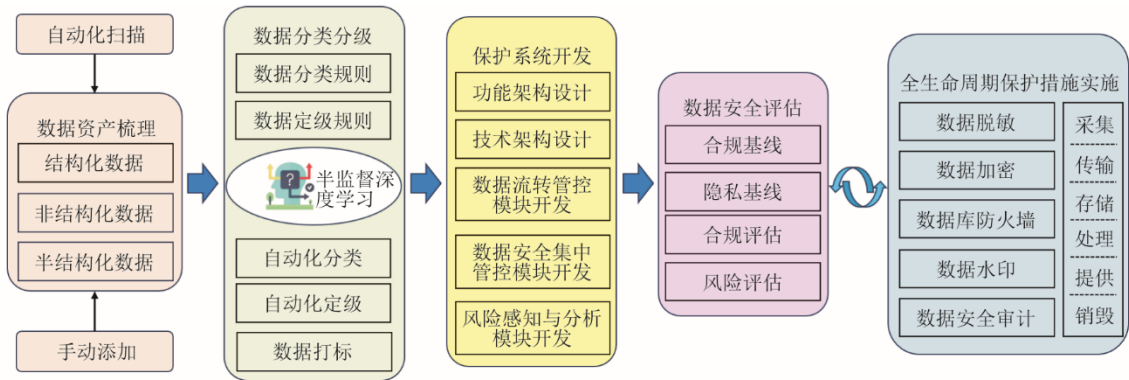 自动化扫描
数据资产梳理
结构化数据
非结构化数据
半结构化数据
手动添加
数据分类分级
数据分类规则
数据定级规则
?
半监督深
度学习
自动化分类
自动化定级
数据打标
保护系统开发
功能架构设计
技术架构设计
数据流转管控
模块开发
数据安全集中
管控模块开发
风险感知与分析
模块开发
数据安全评估
合规基线
隐私基线
合规评估
风险评估
全生命周期保护措施实施
数据脱敏
数据加密
数据库防火墙
数据水印
数据安全审计
采集
传输
存储
处理
提供
销毁